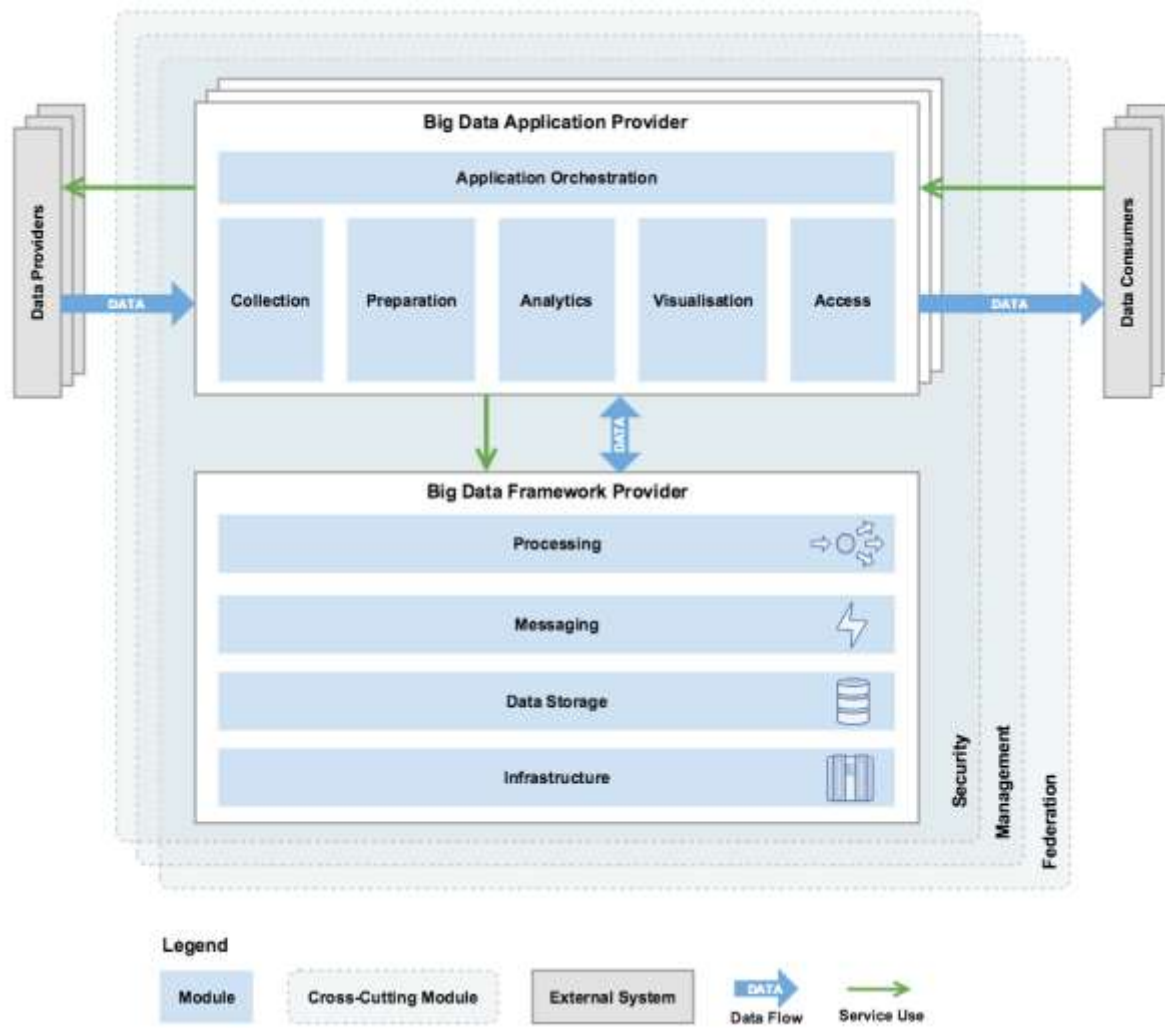 Big Data Application Provider
Application Orchestration
Data Providers
DATA
Collection
Preparation
Analytics
Visualisation
Access
DATA
Data Consumers
DATA
Big Data Framework Provider
Processing
Messaging
Data Storage
Infrastructure
Security
Management
Federation
Legend
Module
Cross-Cutting Module
External System
DATA
Data Flow
Service Use